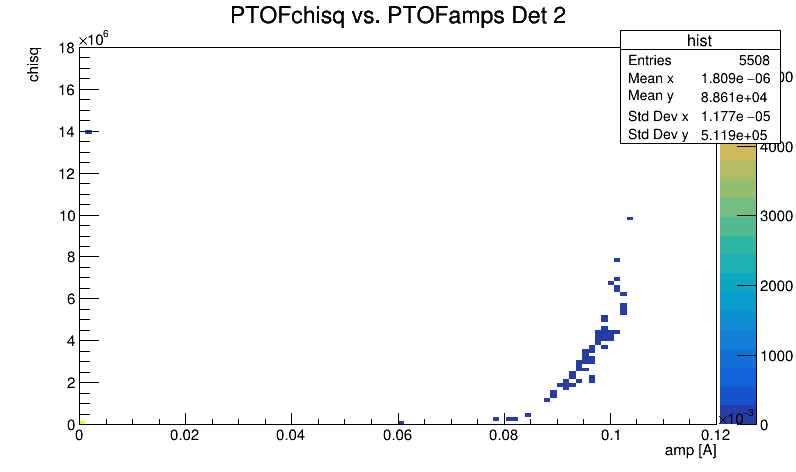 PTOFchisq vs. PTOFamps Det 2
×10⁶
chisq
hist
Entries 5508
Mean x 1.809e−06
Mean y 8.861e+04
Std Dev x 1.177e−05
Std Dev y 5.119e+05
18
16
14
12
10
8
6
4
2
0
4000
3000
2000
1000
0
×10⁻³
0 0.02 0.04 0.06 0.08 0.1 0.12
amp [A]